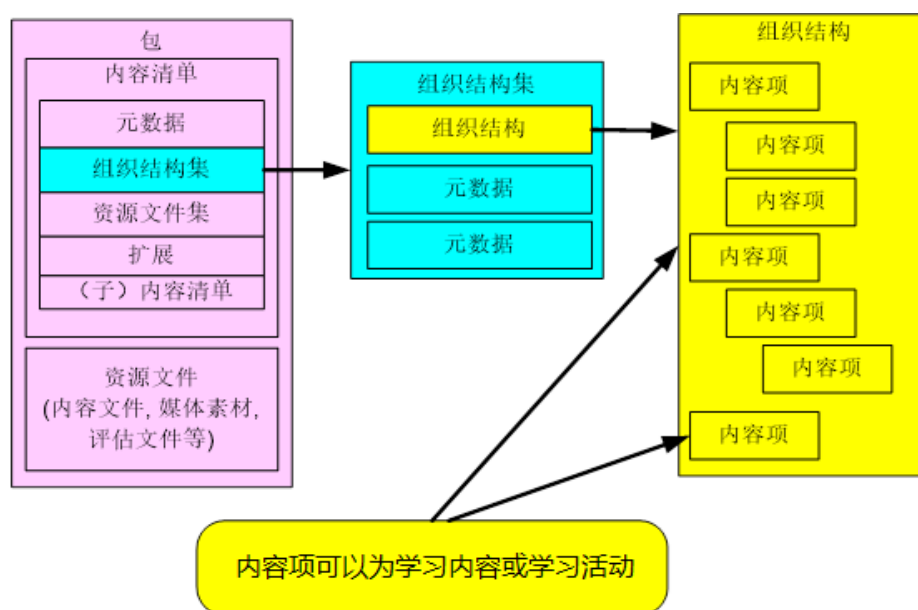 包
内容清单
元数据
组织结构集
资源文件集
扩展
（子）内容清单
资源文件
(内容文件, 媒体素材,
评估文件等)
组织结构集
组织结构
元数据
元数据
组织结构
内容项
内容项
内容项
内容项
内容项
内容项
内容项
内容项可以为学习内容或学习活动